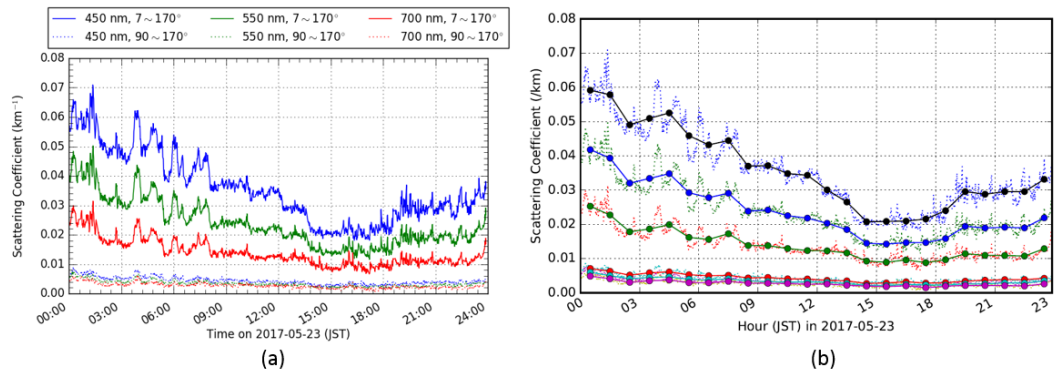 450 nm, 7~170° 550 nm, 7~170° 700 nm, 7~170°
450 nm, 90~170° 550 nm, 90~170° 700 nm, 90~170°
Scattering Coefficient (km⁻¹)
0.08
0.07
0.06
0.05
0.04
0.03
0.02
0.01
0.00
00:00 03:00 06:00 09:00 12:00 15:00 18:00 21:00 24:00
Time on 2017-05-23 (JST)
(a)
Scattering Coefficient (/km)
0.08
0.07
0.06
0.05
0.04
0.03
0.02
0.01
0.00
00 03 06 09 12 15 18 21 23
Hour (JST) in 2017-05-23
(b)